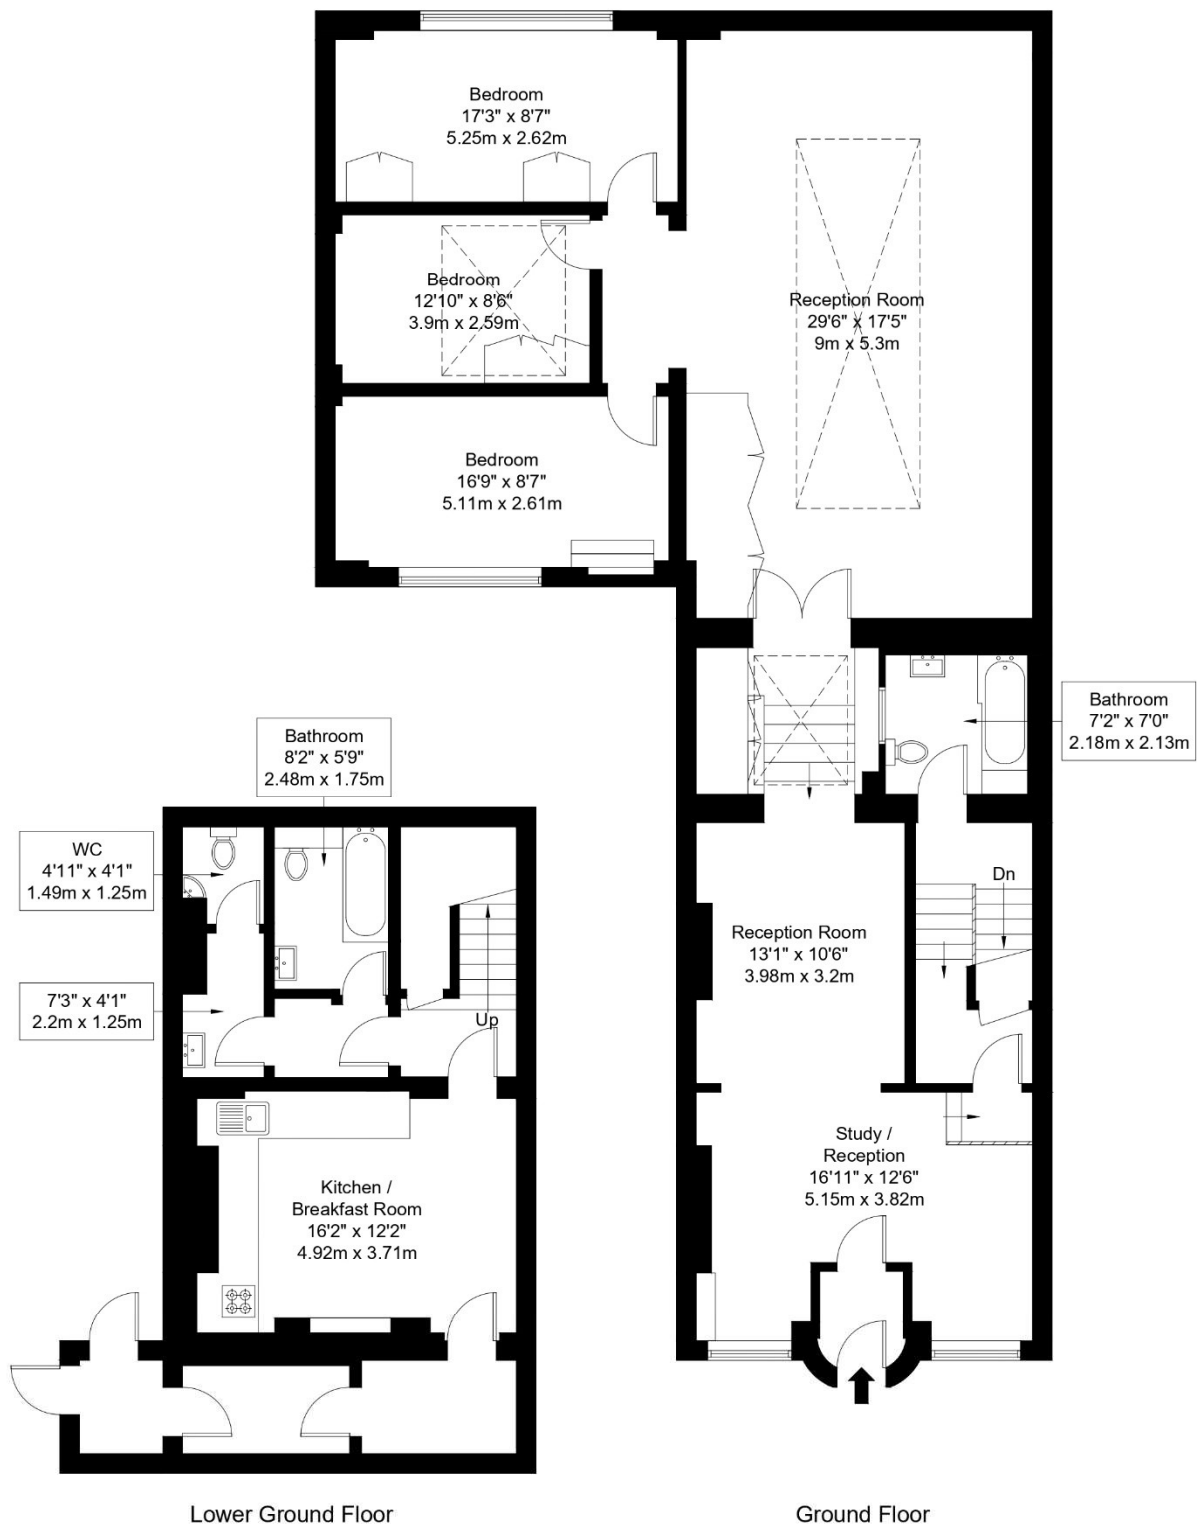 Bedroom
17'3" x 8'7"
5.25m x 2.62m
Bedroom
12'10" x 8'6"
3.9m x 2.59m
Reception Room
29'6" x 17'5"
9m x 5.3m
Bedroom
16'9" x 8'7"
5.11m x 2.61m
Bathroom
7'2" x 7'0"
2.18m x 2.13m
Bathroom
8'2" x 5'9"
2.48m x 1.75m
WC
4'11" x 4'1"
1.49m x 1.25m
Dn
Reception Room
13'1" x 10'6"
3.98m x 3.2m
7'3" x 4'1"
2.2m x 1.25m
Up
Study /
Reception
16'11" x 12'6"
5.15m x 3.82m
Kitchen /
Breakfast Room
16'2" x 12'2"
4.92m x 3.71m
Lower Ground Floor
Ground Floor